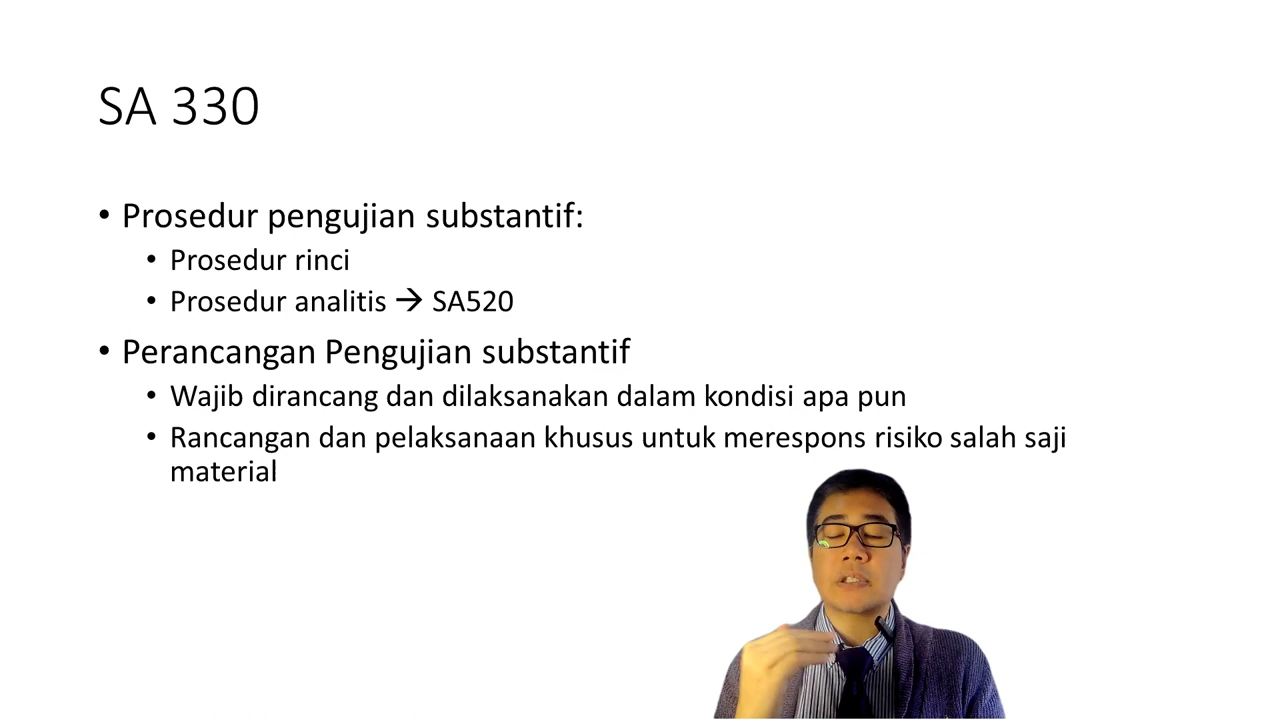 SA 330
• Prosedur pengujian substantif:
• Prosedur rinci
• Prosedur analitis → SA520
• Perancangan Pengujian substantif
• Wajib dirancang dan dilaksanakan dalam kondisi apa pun
• Rancangan dan pelaksanaan khusus untuk merespons risiko salah saji
material